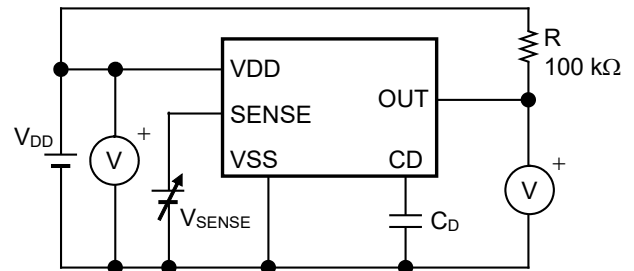 R
100 kΩ
VDD
OUT
SENSE
VDD
V
+
VSS
CD
V
+
VSENSE
CD